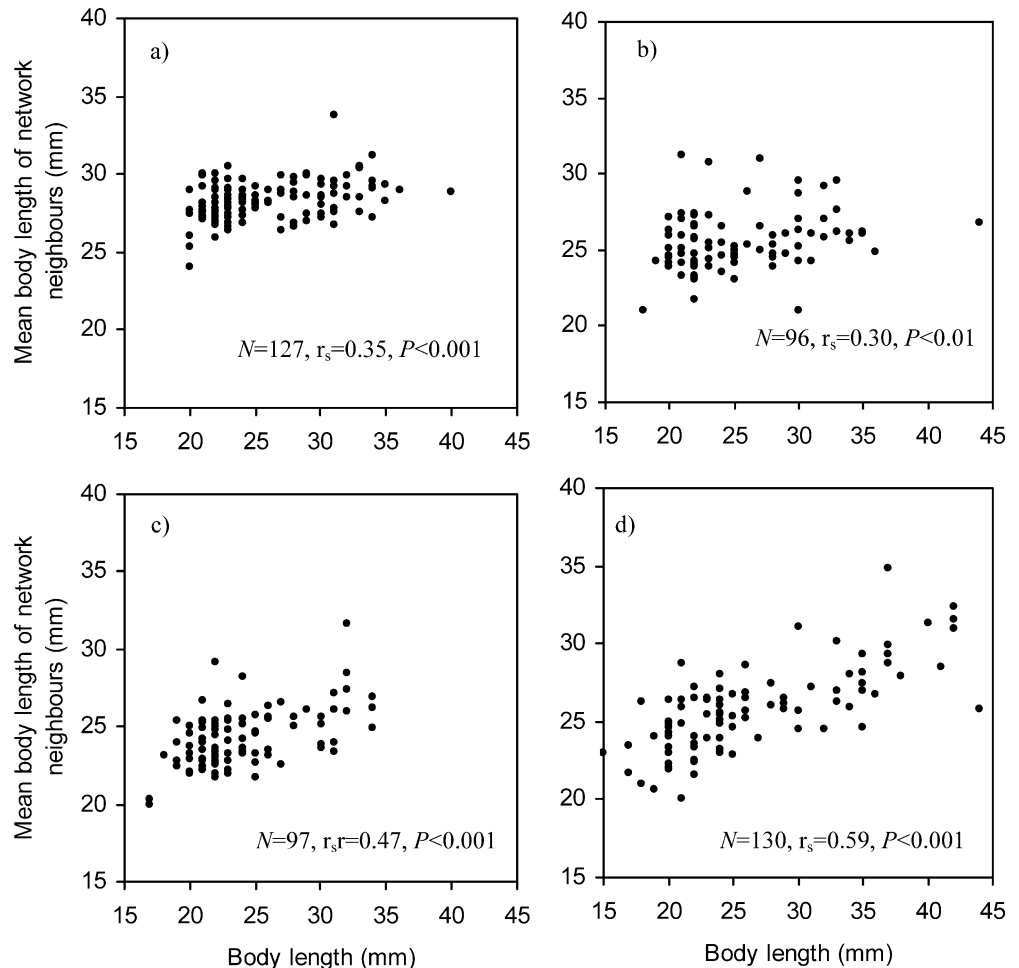 40
35
30
25
20
15
15 20 25 30 35 40 45
a)
N=127, rs=0.35, P<0.001
Mean body length of network
neighbours (mm)
40
35
30
25
20
15
15 20 25 30 35 40 45
b)
N=96, rs=0.30, P<0.01
40
35
30
25
20
15
15 20 25 30 35 40 45
c)
N=97, rsr=0.47, P<0.001
Mean body length of network
neighbours (mm)
Body length (mm)
40
35
30
25
20
15
15 20 25 30 35 40 45
d)
N=130, rs=0.59, P<0.001
Body length (mm)